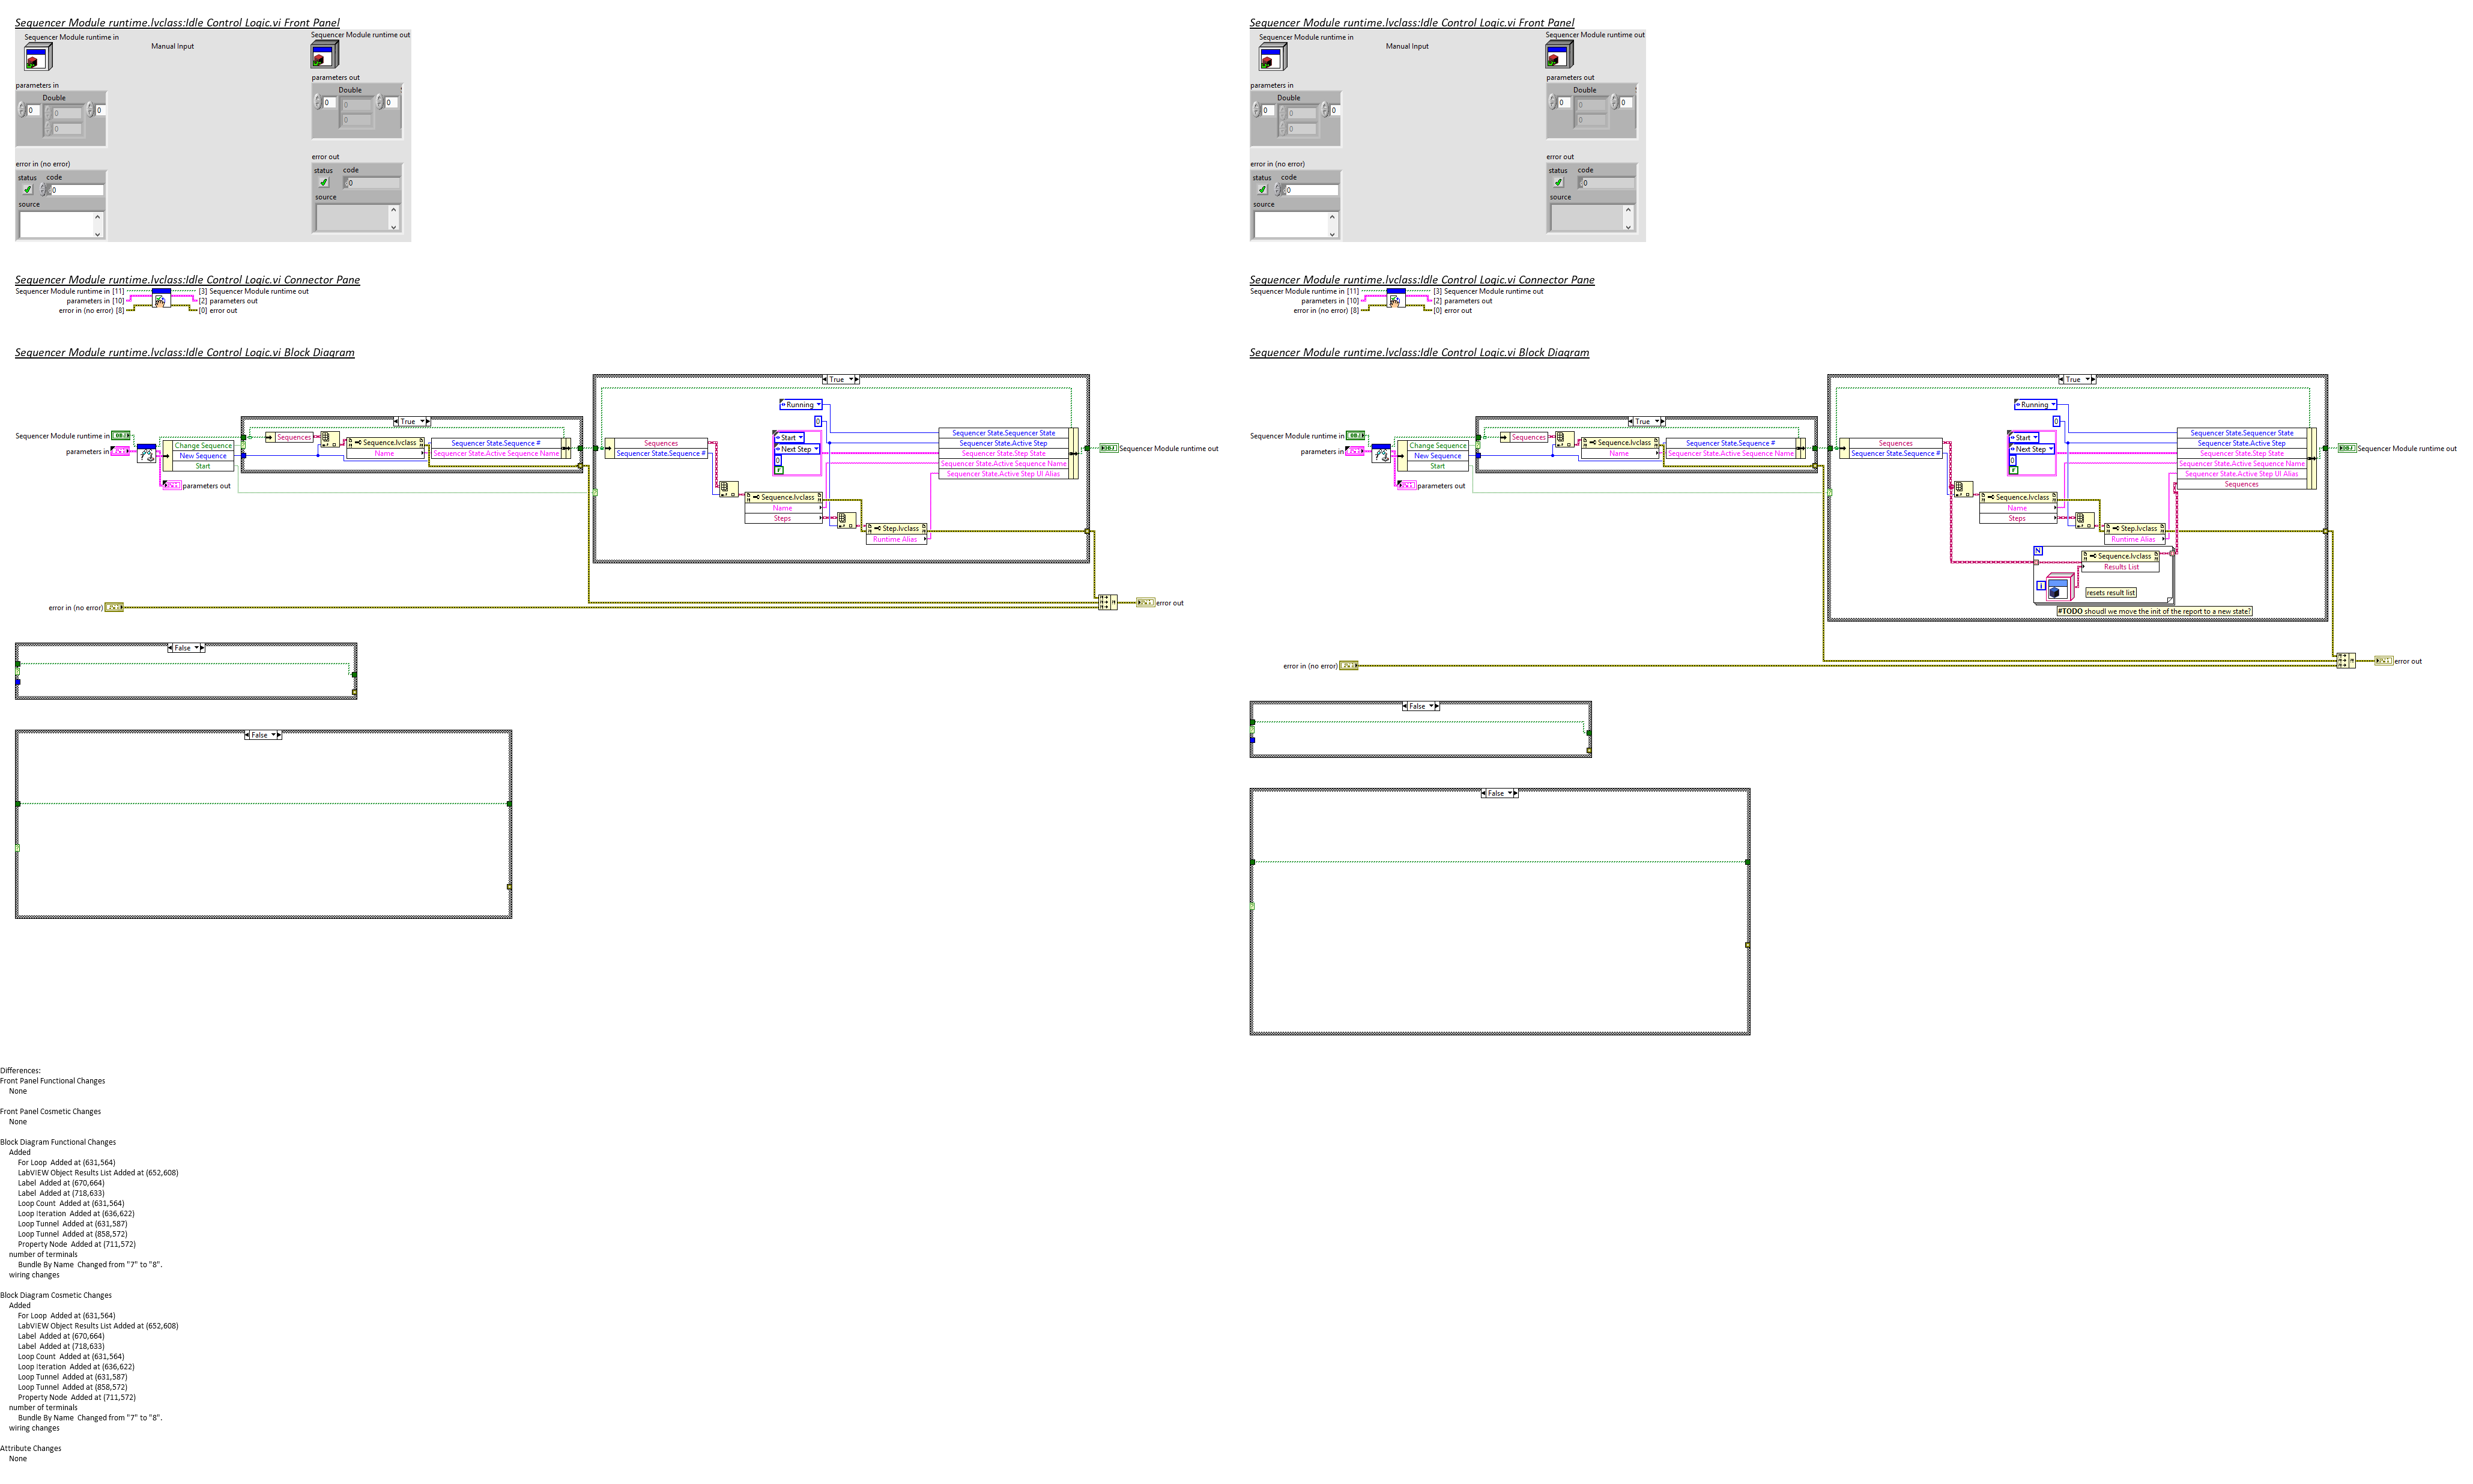 Sequencer Module runtime.lvclass:Idle Control Logic.vi Front Panel
Sequencer Module runtime in
Manual Input
Sequencer Module runtime out
parameters in
Double
0
0
0
0
parameters out
Double
0
0
0
0
error in (no error)
status code
0
source
error out
status code
0
source
Sequencer Module runtime.lvclass:Idle Control Logic.vi Connector Pane
Sequencer Module runtime in [11]
parameters in [10]
error in (no error) [8]
[3] Sequencer Module runtime out
[2] parameters out
[0] error out
Sequencer Module runtime.lvclass:Idle Control Logic.vi Block Diagram
True
Running
0
Start
Next Step
0
F
Sequencer Module runtime in
parameters in
Change Sequence
New Sequence
Start
parameters out
True
Sequences
Sequence.lvclass
Name
Sequencer State.Sequence #
Sequencer State.Active Sequence Name
Sequences
Sequencer State.Sequence #
Sequence.lvclass
Name
Steps
Step.lvclass
Runtime Alias
Sequencer State.Sequencer State
Sequencer State.Active Step
Sequencer State.Step State
Sequencer State.Active Sequence Name
Sequencer State.Active Step UI Alias
Sequencer Module runtime out
error in (no error)
error out
False
False
Sequencer Module runtime.lvclass:Idle Control Logic.vi Front Panel
Sequencer Module runtime in
Manual Input
Sequencer Module runtime out
parameters in
Double
0
0
0
0
parameters out
Double
0
0
0
0
error in (no error)
status code
0
source
error out
status code
0
source
Sequencer Module runtime.lvclass:Idle Control Logic.vi Connector Pane
Sequencer Module runtime in [11]
parameters in [10]
error in (no error) [8]
[3] Sequencer Module runtime out
[2] parameters out
[0] error out
Sequencer Module runtime.lvclass:Idle Control Logic.vi Block Diagram
True
Running
0
Start
Next Step
0
F
Sequencer Module runtime in
parameters in
Change Sequence
New Sequence
Start
parameters out
True
Sequences
Sequence.lvclass
Name
Sequencer State.Sequence #
Sequencer State.Active Sequence Name
Sequences
Sequencer State.Sequence #
Sequence.lvclass
Name
Steps
Step.lvclass
Runtime Alias
Sequencer State.Sequencer State
Sequencer State.Active Step
Sequencer State.Step State
Sequencer State.Active Sequence Name
Sequencer State.Active Step UI Alias
Sequences
Sequencer Module runtime out
N
Sequence.lvclass
Results List
i
resets result list
#TODO shoudl we move the init of the report to a new state?
error in (no error)
error out
False
False
Differences:
Front Panel Functional Changes
None
Front Panel Cosmetic Changes
None
Block Diagram Functional Changes
Added
For Loop Added at (631,564)
LabVIEW Object Results List Added at (652,608)
Label Added at (670,664)
Label Added at (718,633)
Loop Count Added at (631,564)
Loop Iteration Added at (636,622)
Loop Tunnel Added at (631,587)
Loop Tunnel Added at (858,572)
Property Node Added at (711,572)
number of terminals
Bundle By Name Changed from "7" to "8".
wiring changes
Block Diagram Cosmetic Changes
Added
For Loop Added at (631,564)
LabVIEW Object Results List Added at (652,608)
Label Added at (670,664)
Label Added at (718,633)
Loop Count Added at (631,564)
Loop Iteration Added at (636,622)
Loop Tunnel Added at (631,587)
Loop Tunnel Added at (858,572)
Property Node Added at (711,572)
number of terminals
Bundle By Name Changed from "7" to "8".
wiring changes
Attribute Changes
None